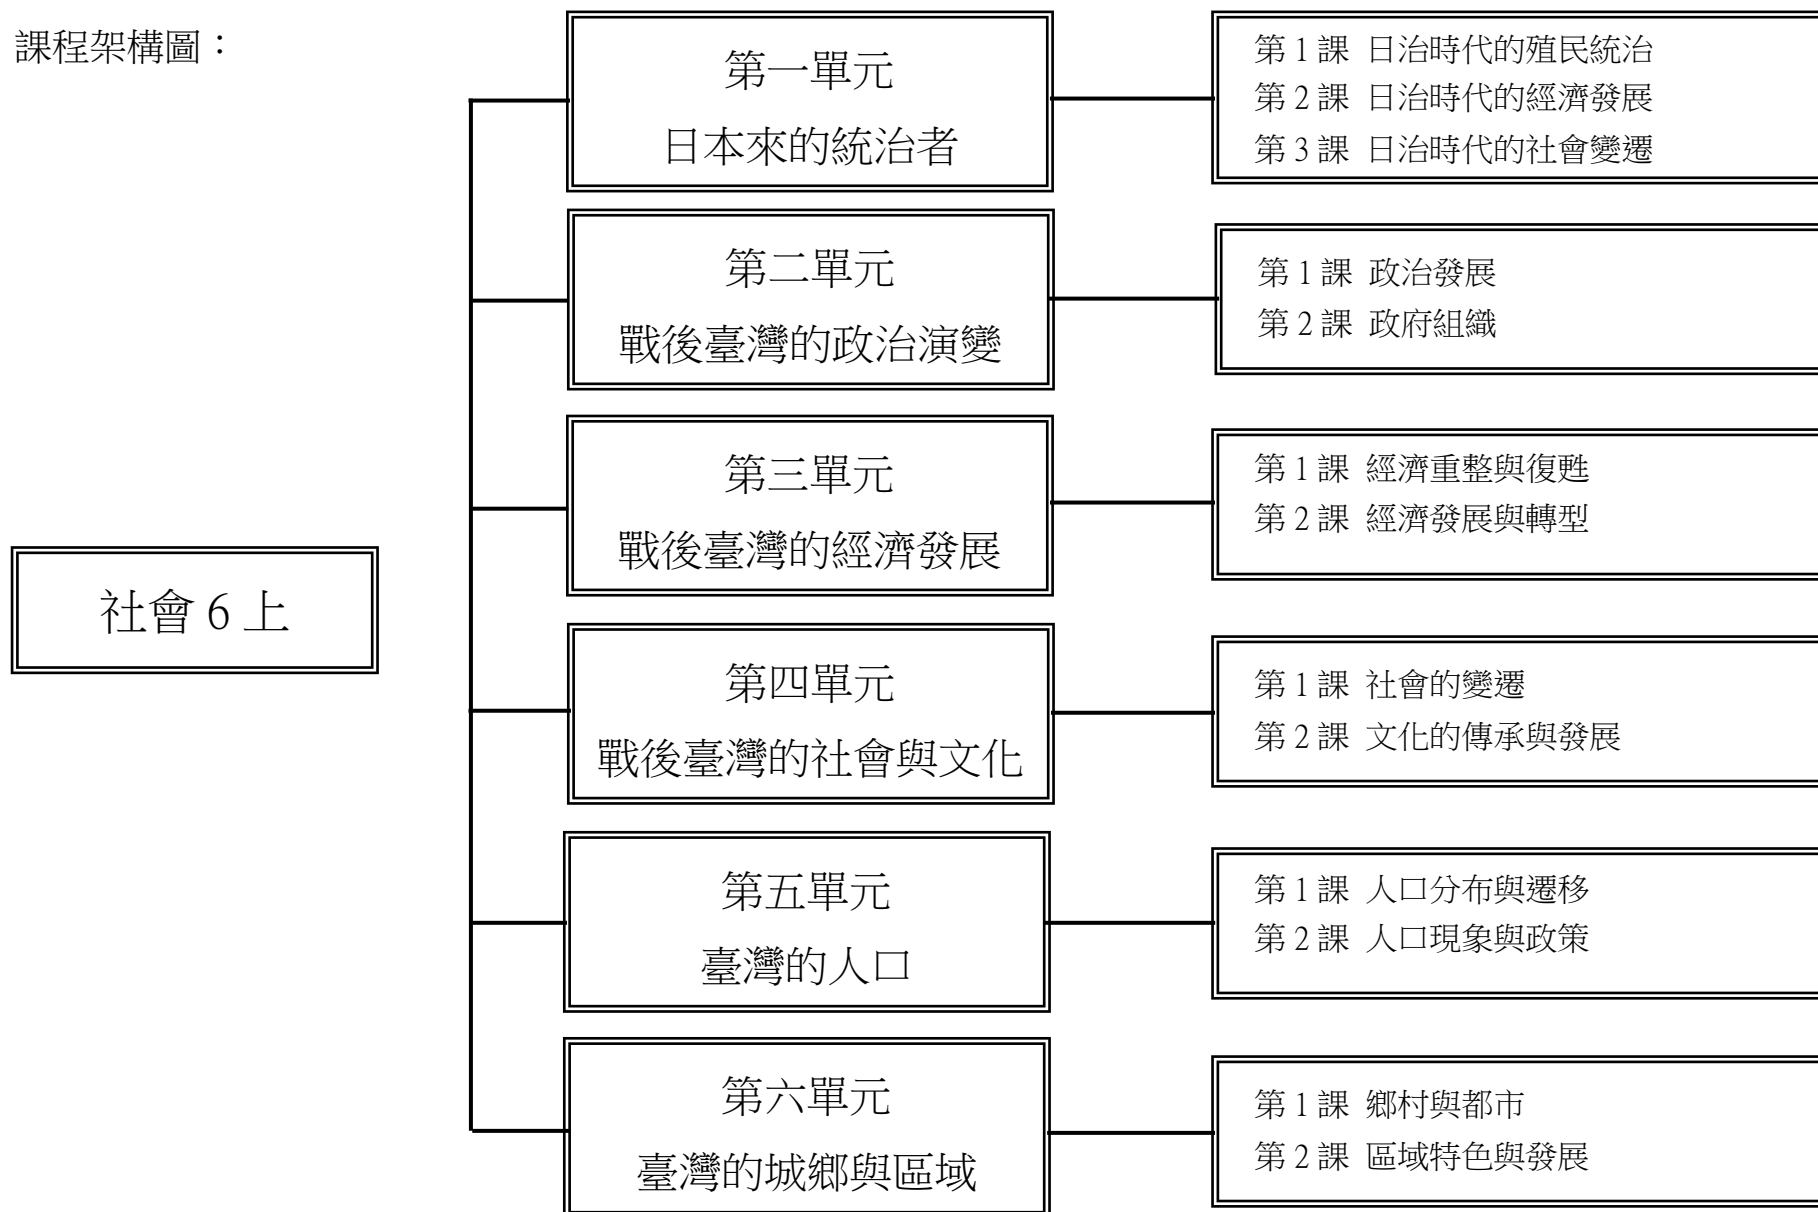 課程架構圖：
社會 6 上
第一單元
日本來的統治者
第 1 課 日治時代的殖民統治
第 2 課 日治時代的經濟發展
第 3 課 日治時代的社會變遷
第二單元
戰後臺灣的政治演變
第 1 課 政治發展
第 2 課 政府組織
第三單元
戰後臺灣的經濟發展
第 1 課 經濟重整與復甦
第 2 課 經濟發展與轉型
第四單元
戰後臺灣的社會與文化
第 1 課 社會的變遷
第 2 課 文化的傳承與發展
第五單元
臺灣的人口
第 1 課 人口分布與遷移
第 2 課 人口現象與政策
第六單元
臺灣的城鄉與區域
第 1 課 鄉村與都市
第 2 課 區域特色與發展